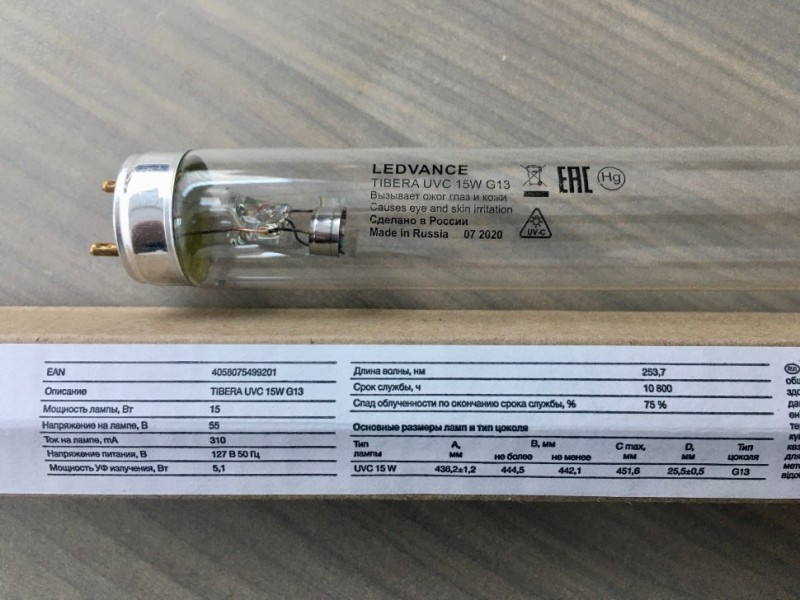 LEDVANCE
TIBERA UVC 15W G13
Вызывает ожог глаз и кожи
Causes eye and skin irritation
Сделано в России
Made in Russia 07 2020
EAC
Hg
UV-C
EAN 4058075499201
Описание TIBERA UVC 15W G13
Мощность лампы, Вт 15
Напряжение на лампе, В 55
Ток на лампе, mA 310
Напряжение питания, В 127 В 50 Гц
Мощность УФ излучения, Вт 5,1
Длина волны, нм 253,7
Срок службы, ч 10 800
Спад облученности по окончанию срока службы, % 75 %
Основные размеры ламп и тип цоколя
Тип лампы A, мм B, мм не более не менее C max, мм D, мм Тип цоколя
UVC 15 W 436,2±1,2 444,5 442,1 451,6 25,5±0,5 G13